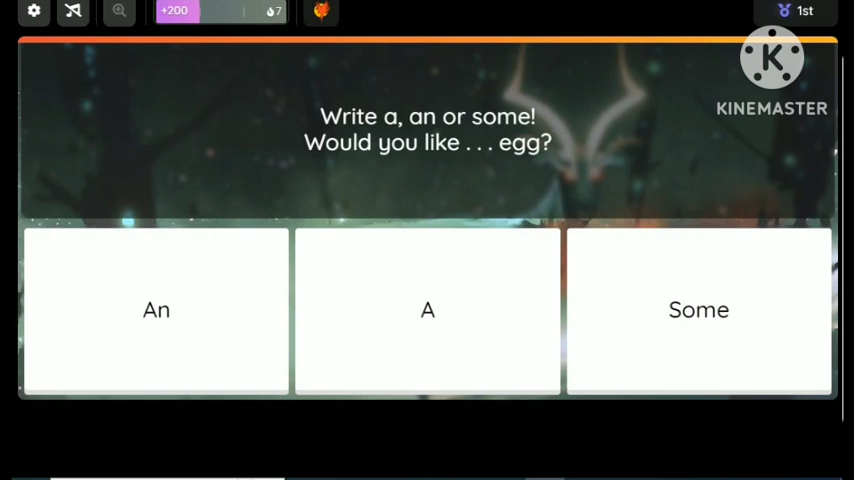 +200
7
1st
K
KINEMASTER
Write a, an or some!
Would you like . . . egg?
An
A
Some